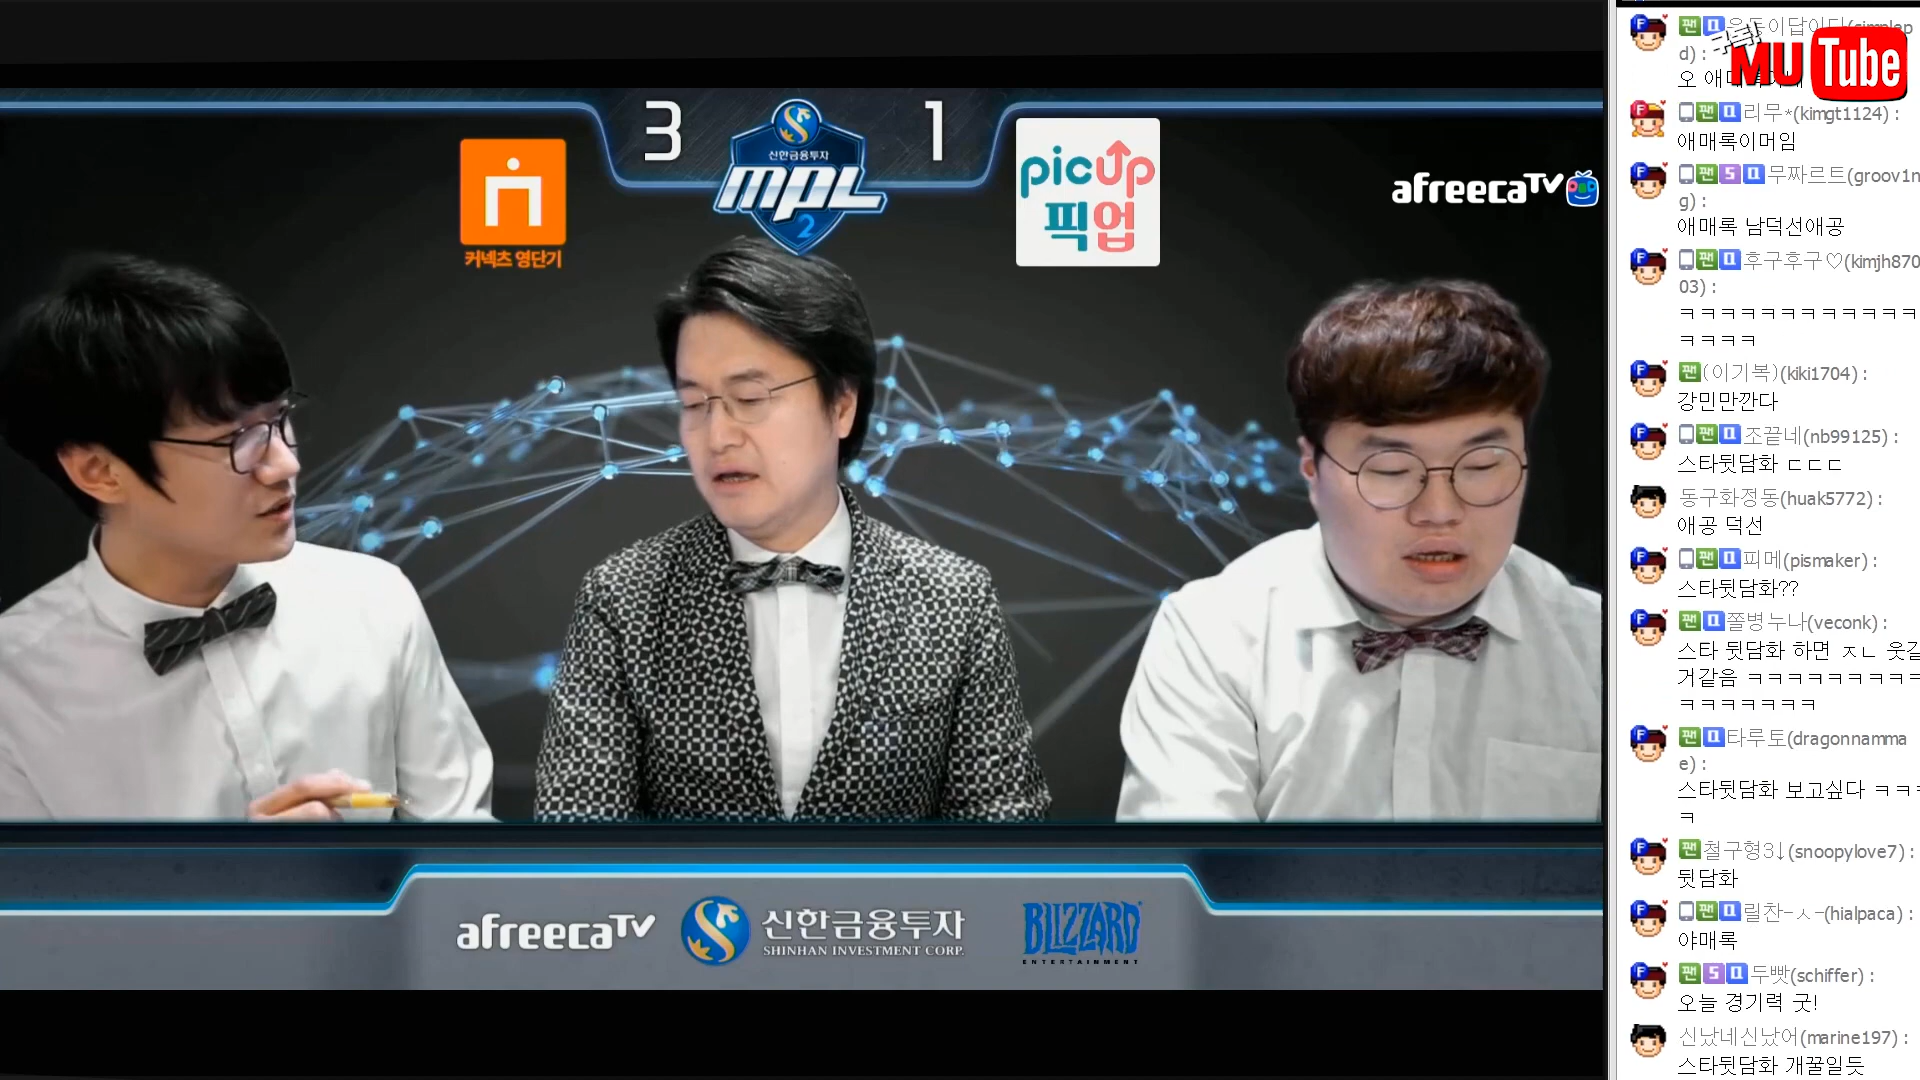 3
신한금융투자
MPL
2
1
커넥츠 영단기
picup
픽업
afreecaTV
afreecaTV
신한금융투자
SHINHAN INVESTMENT CORP.
BLIZZARD
ENTERTAINMENT
구독!
MU Tube
d) :
리무*(kimgt1124) :
애매록이머임
무짜르트(groov1n
g) :
애매록 남덕선애공
후구후구♡(kimjh870
03) :
ㅋㅋㅋㅋㅋㅋㅋㅋㅋㅋㅋㅋ
ㅋㅋㅋㅋ
팬(이기복)(kiki1704) :
강민만깐다
조끝네(nb99125) :
스타뒷담화 ㄷㄷㄷ
동구화정동(huak5772) :
애공 덕선
피메(pismaker) :
스타뒷담화??
쫄병누나(veconk) :
스타 뒷담화 하면 ㅈㄴ 웃길
거같음 ㅋㅋㅋㅋㅋㅋㅋㅋㅋ
ㅋㅋㅋㅋㅋㅋㅋ
타루토(dragonnamma
e) :
스타뒷담화 보고싶다 ㅋㅋㅋ
ㅋ
팬철구형3↓(snoopylove7) :
뒷담화
릴찬-ㅅ-(hialpaca) :
야매록
두빳(schiffer) :
오늘 경기력 굿!
신났네신났어(marine197) :
스타뒷담화 개꿀일듯